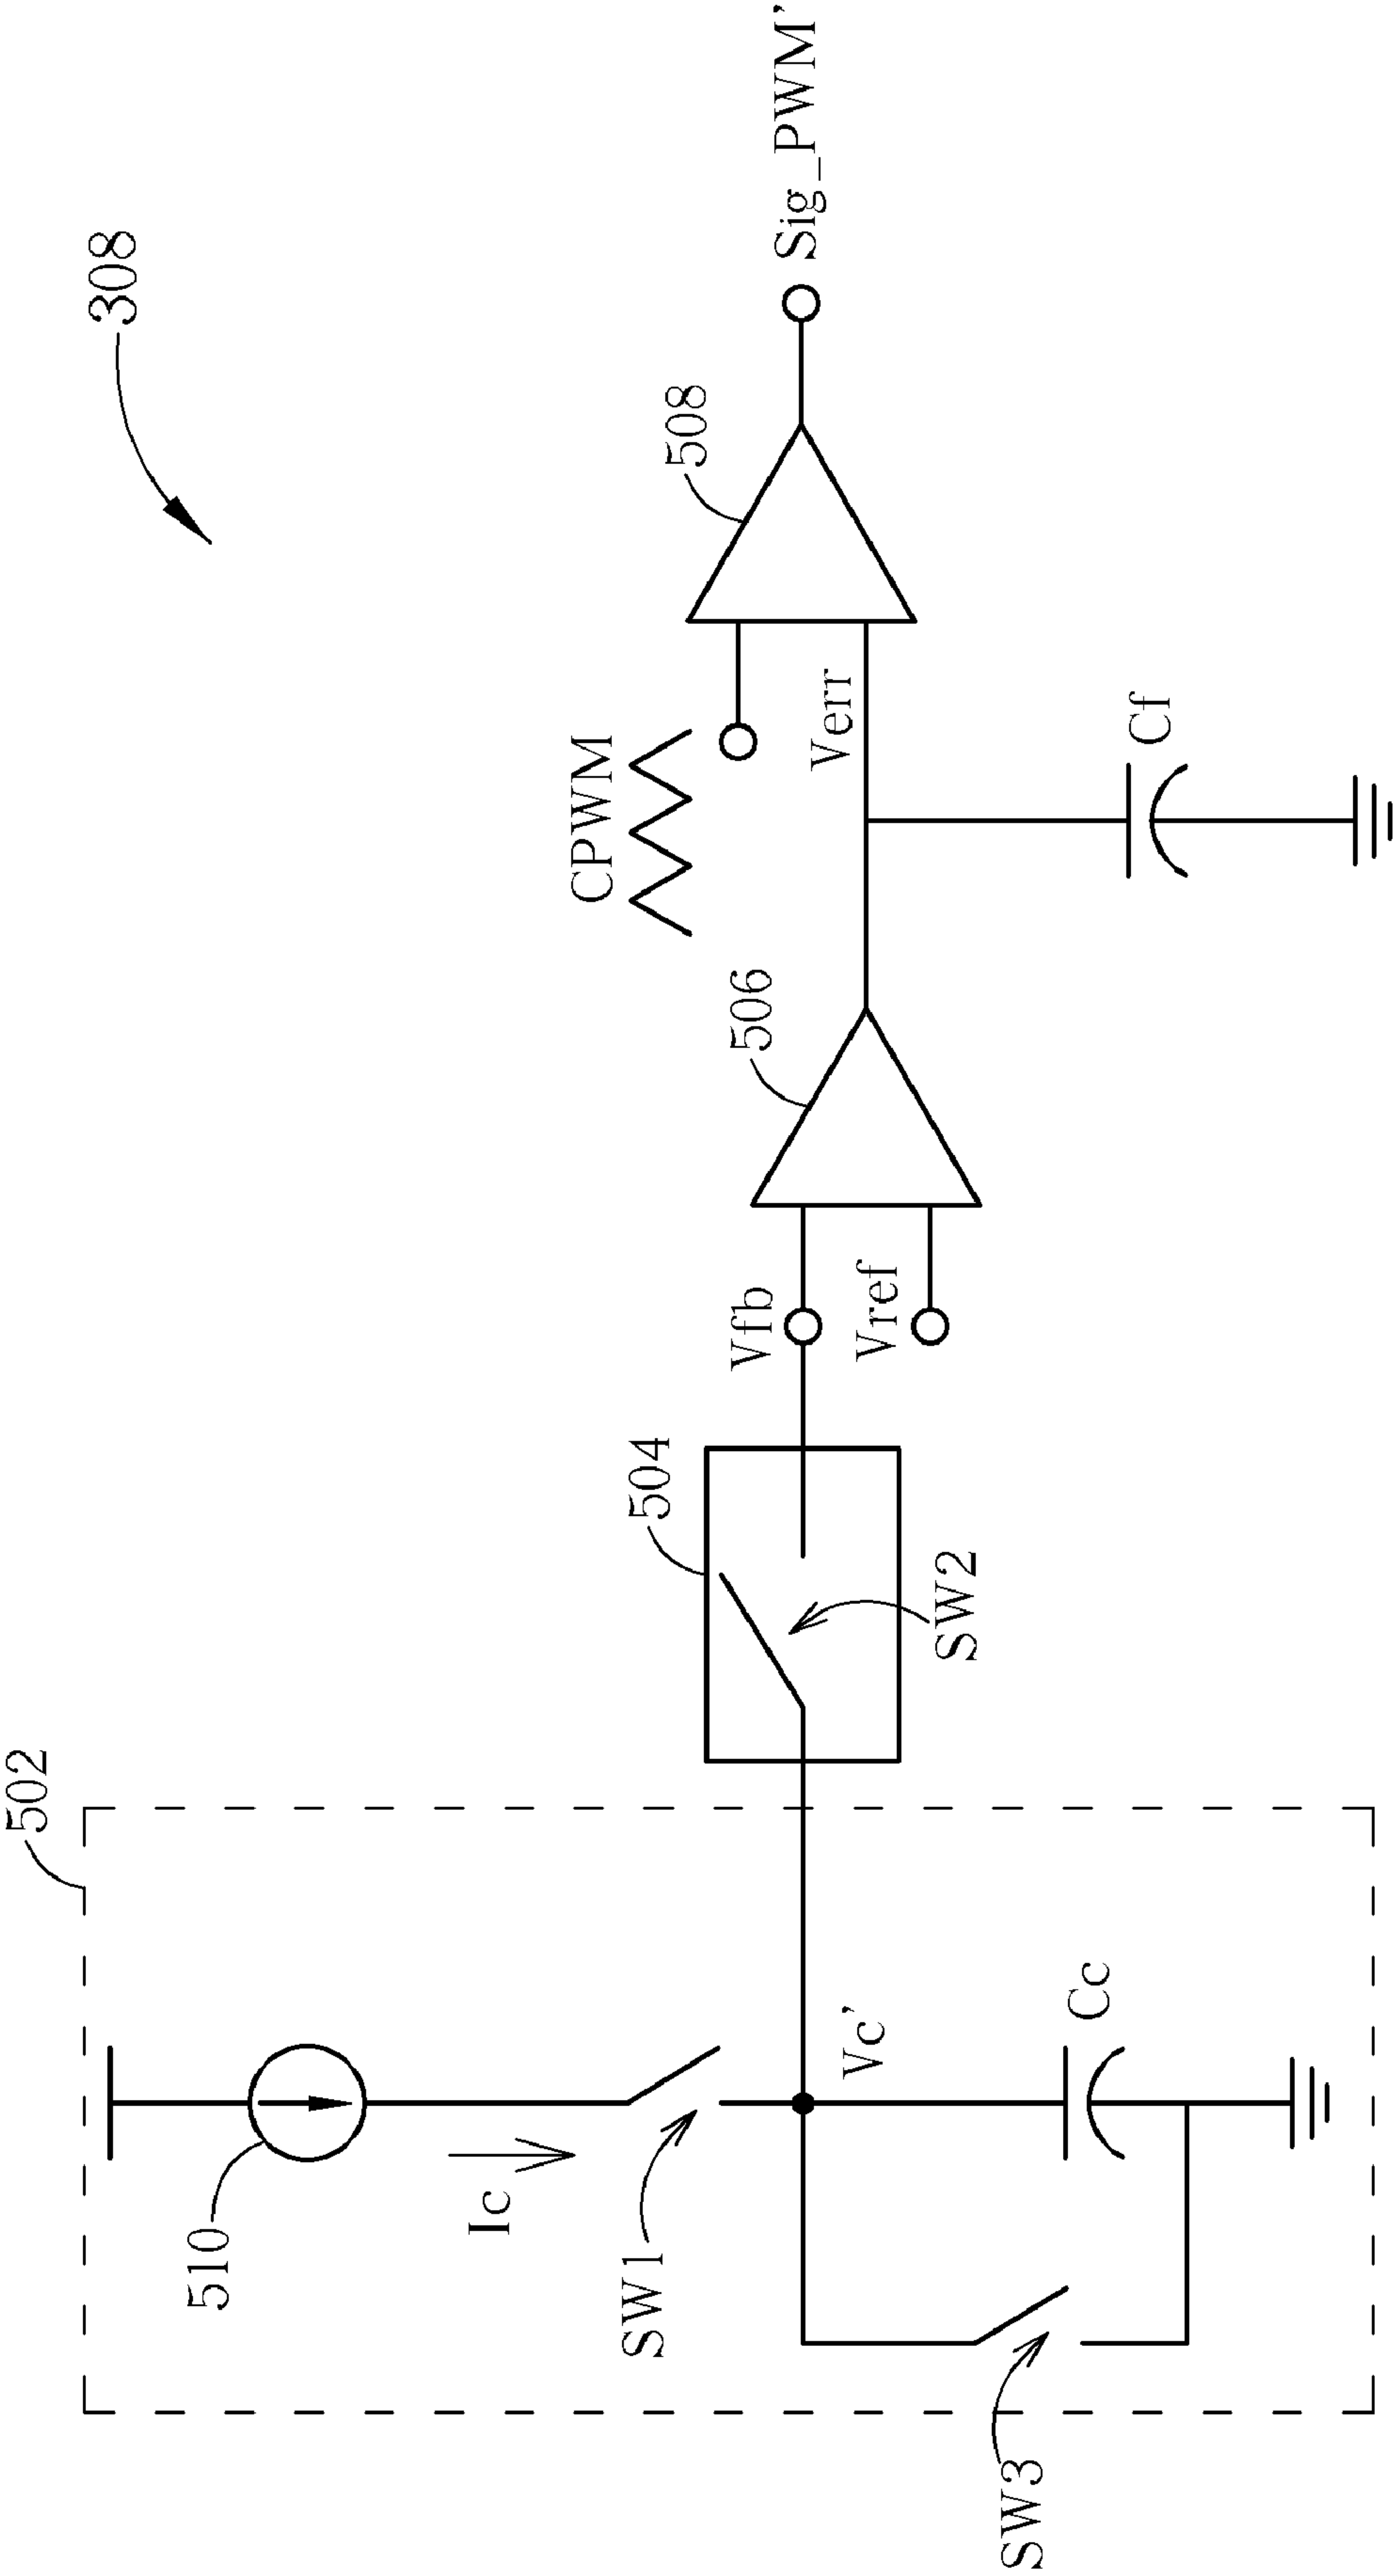 308
502
510
Ic
SW1
SW3
Vc'
Cc
504
SW2
Vfb
Vref
506
CPWM
Verr
Cf
508
Sig_PWM'